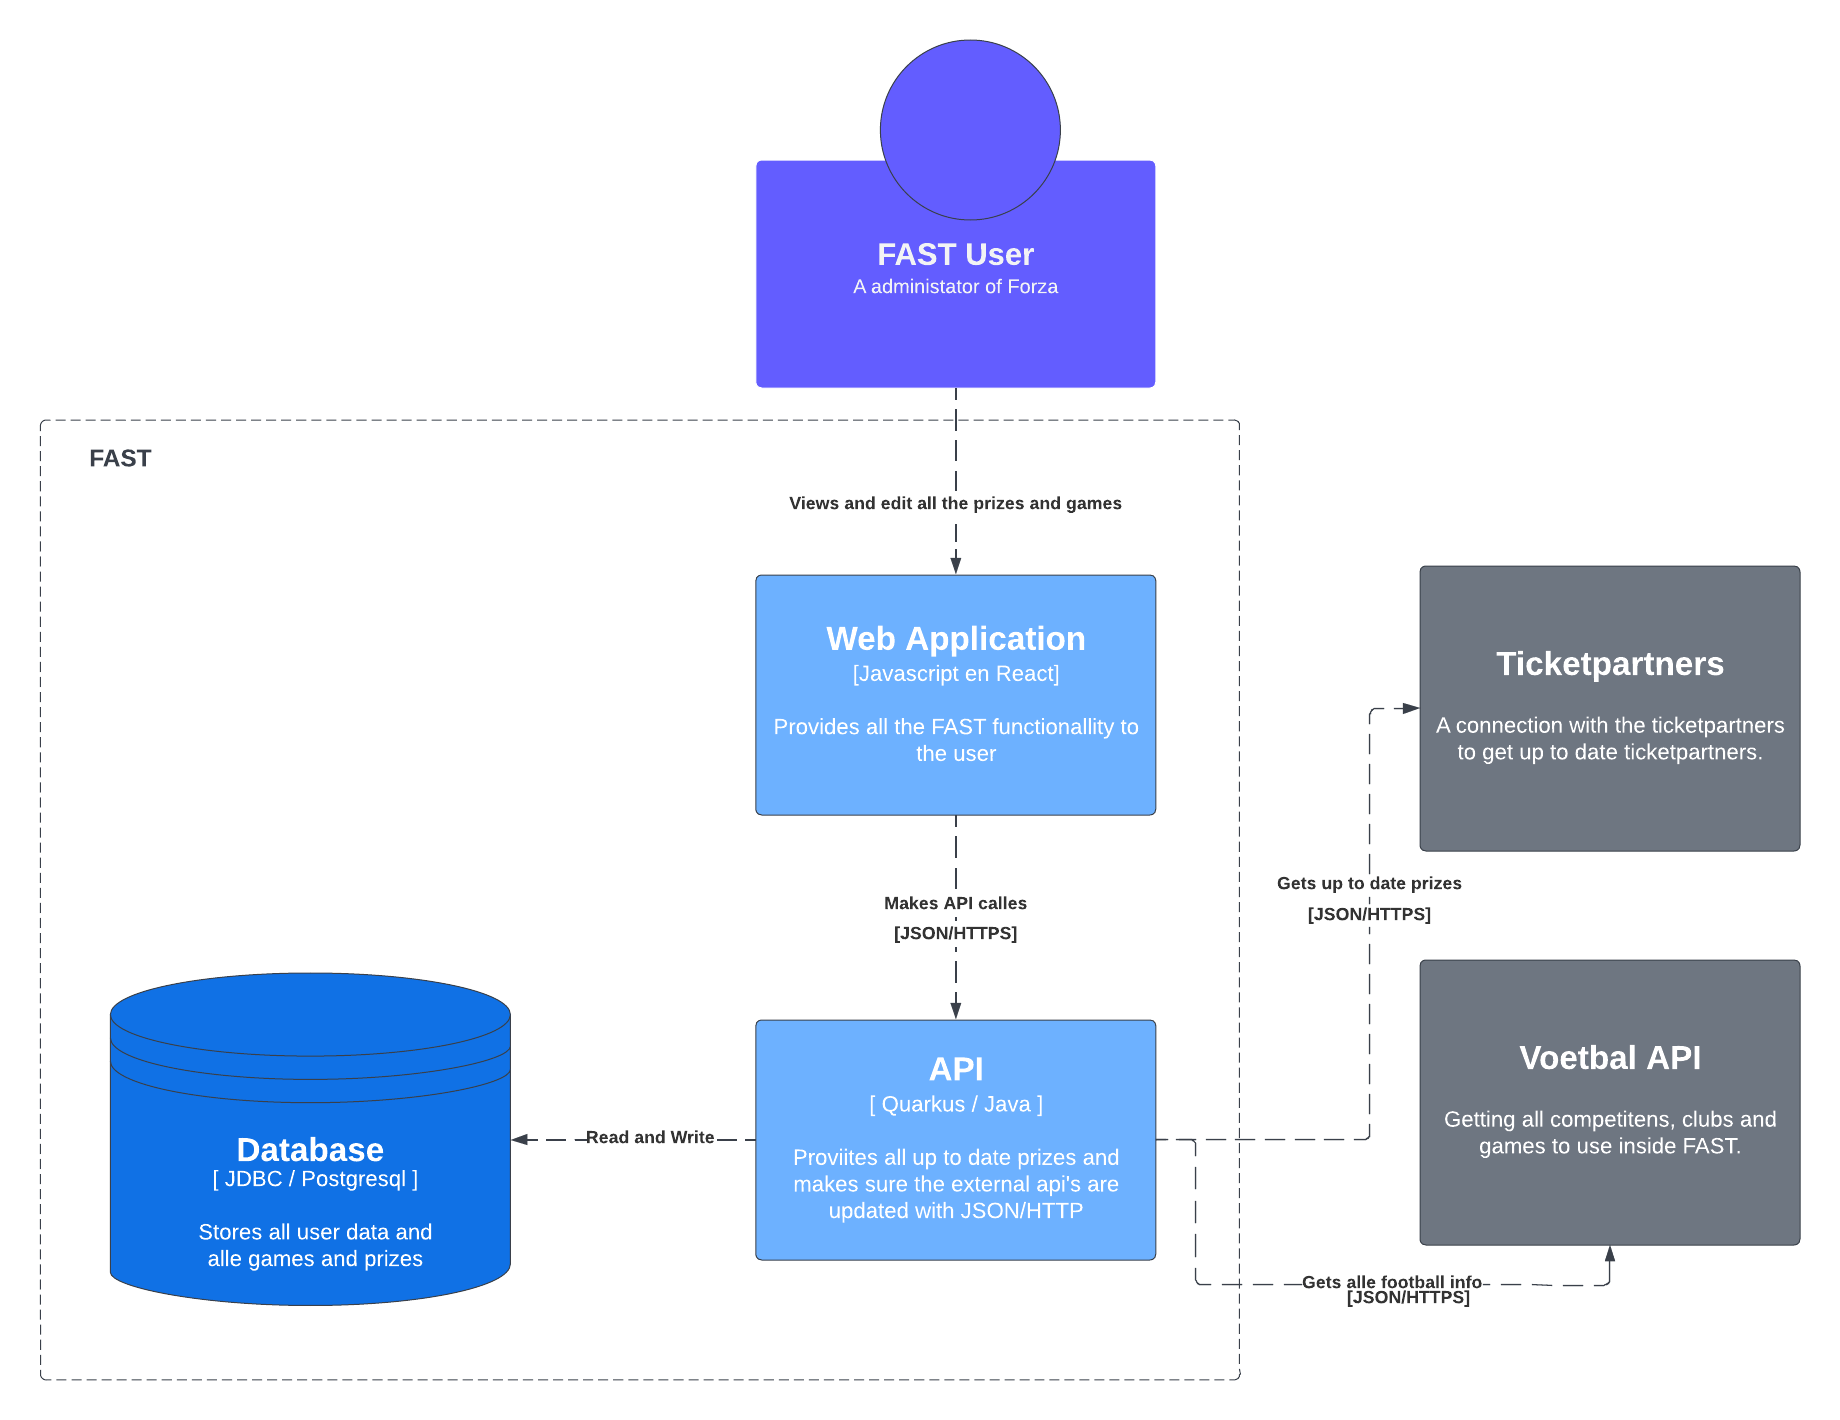 FAST User
A administator of Forza
FAST
Views and edit all the prizes and games
Web Application
[Javascript en React]
Provides all the FAST functionallity to
the user
Ticketpartners
A connection with the ticketpartners
to get up to date ticketpartners.
Makes API calles
[JSON/HTTPS]
Gets up to date prizes
[JSON/HTTPS]
Database
[ JDBC / Postgresql ]
Stores all user data and
alle games and prizes
Read and Write
API
[ Quarkus / Java ]
Proviites all up to date prizes and
makes sure the external api's are
updated with JSON/HTTP
Voetbal API
Getting all competitens, clubs and
games to use inside FAST.
Gets alle football info
[JSON/HTTPS]